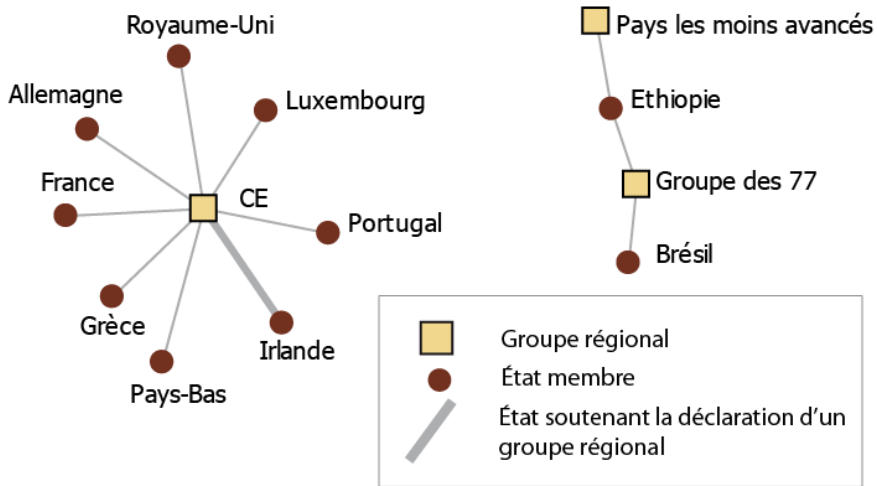 Royaume-Uni
Allemagne
Luxembourg
France
CE
Portugal
Grèce
Irlande
Pays-Bas
Pays les moins avancés
Ethiopie
Groupe des 77
Brésil
Groupe régional
État membre
État soutenant la déclaration d'un
groupe régional